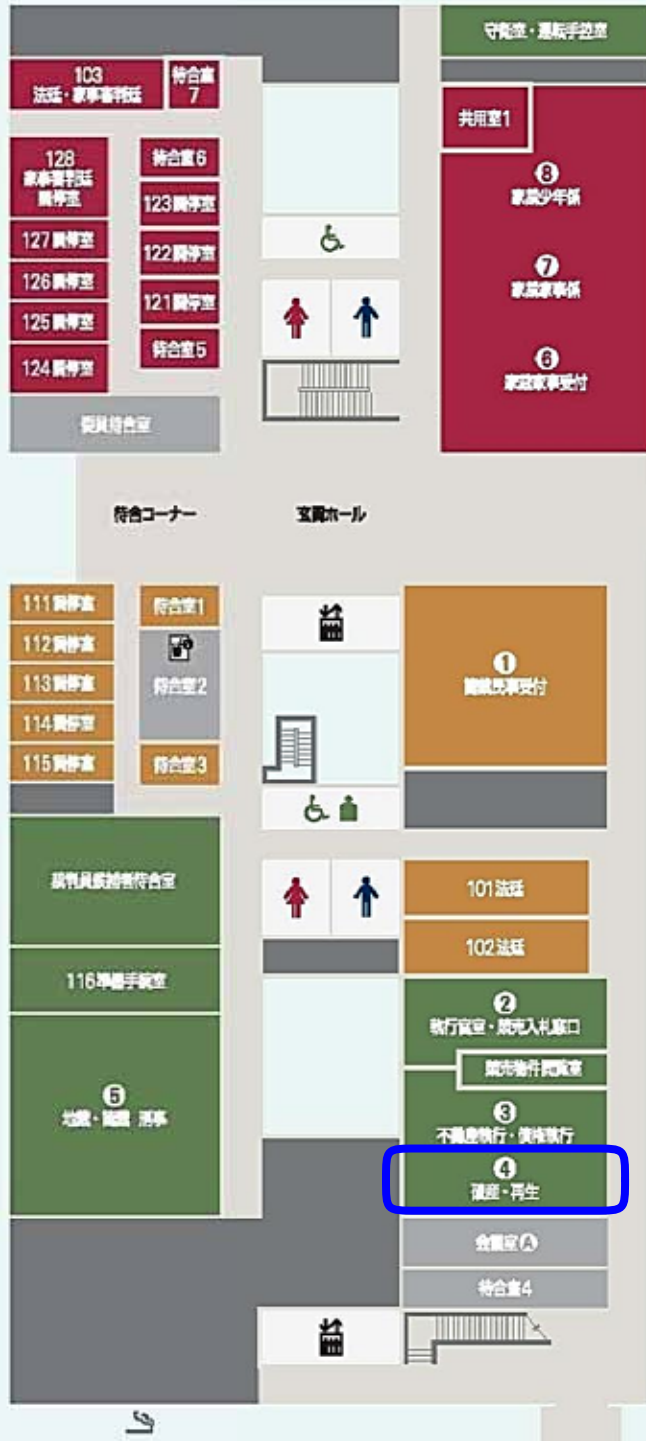 守衛室・運転手控室
103
法廷・家事審判廷
待合室
7
共用室1
128
家事審判廷
調停室
待合室6
123調停室
127調停室
122調停室
126調停室
121調停室
125調停室
待合室5
124調停室
委員待合室
8
家裁少年係
7
家裁家事係
6
家庭家事受付
待合コーナー
玄関ホール
111調停室
112調停室
113調停室
114調停室
115調停室
待合室1
待合室2
待合室3
1
簡裁民事受付
裁判員候補者待合室
116準備手続室
5
地裁・簡裁 刑事
101法廷
102法廷
2
執行官室・競売入札窓口
競売物件閲覧室
3
不動産執行・債権執行
4
破産・再生
会議室A
待合室4